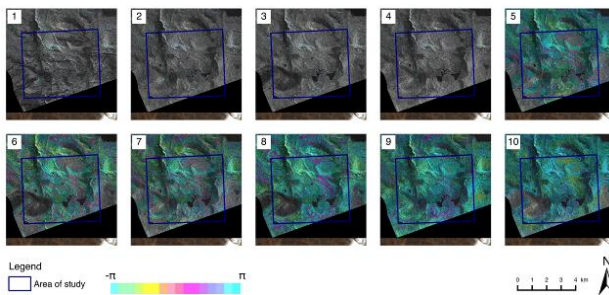 1 2 3 4 5
6 7 8 9 10
Legend
Area of study
-π π
0 1 2 3 4 km
N